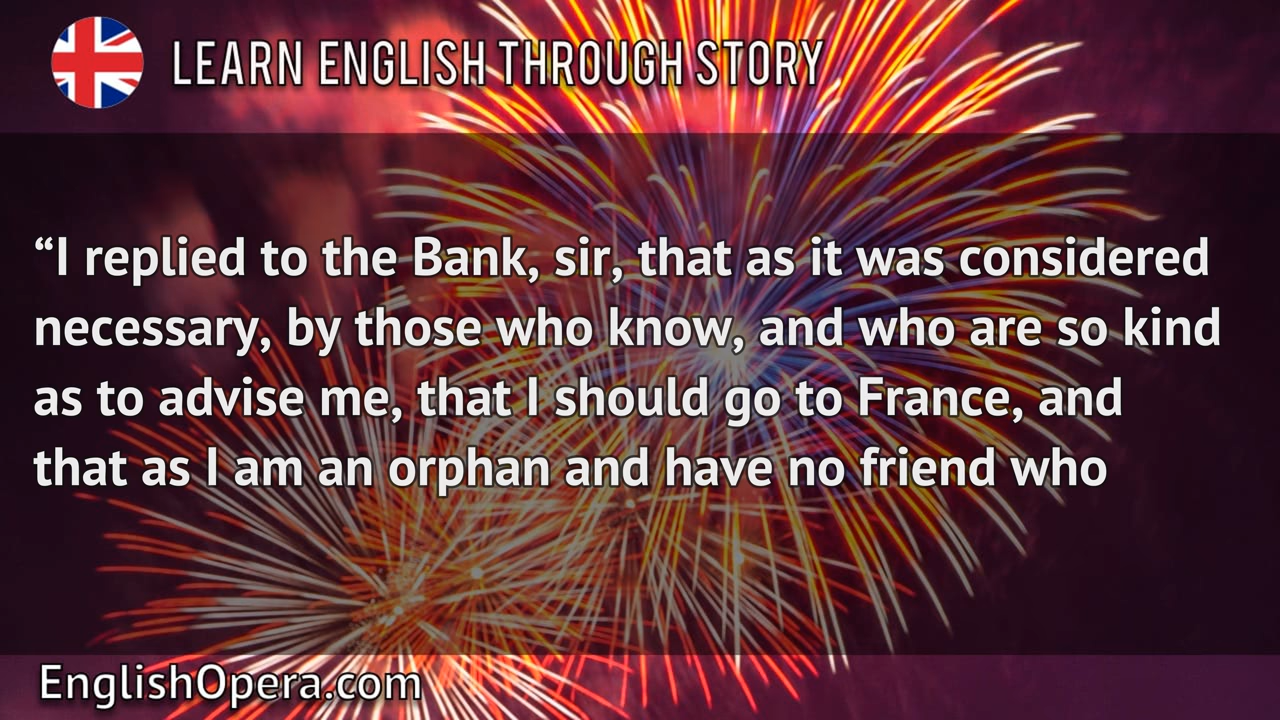 LEARN ENGLISH THROUGH STORY
“I replied to the Bank, sir, that as it was considered
necessary, by those who know, and who are so kind
as to advise me, that I should go to France, and
that as I am an orphan and have no friend who
EnglishOpera.com